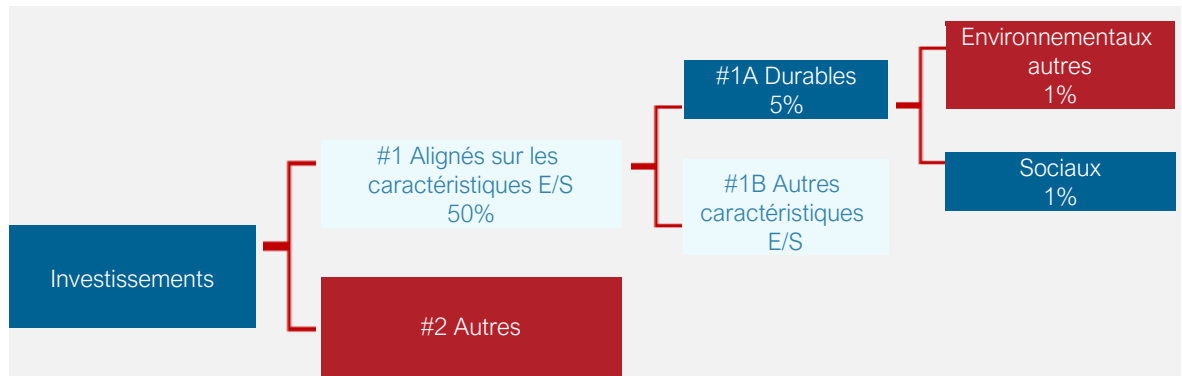 Investissements
#1 Alignés sur les
caractéristiques E/S
50%
#2 Autres
#1A Durables
5%
#1B Autres
caractéristiques
E/S
Environnementaux
autres
1%
Sociaux
1%